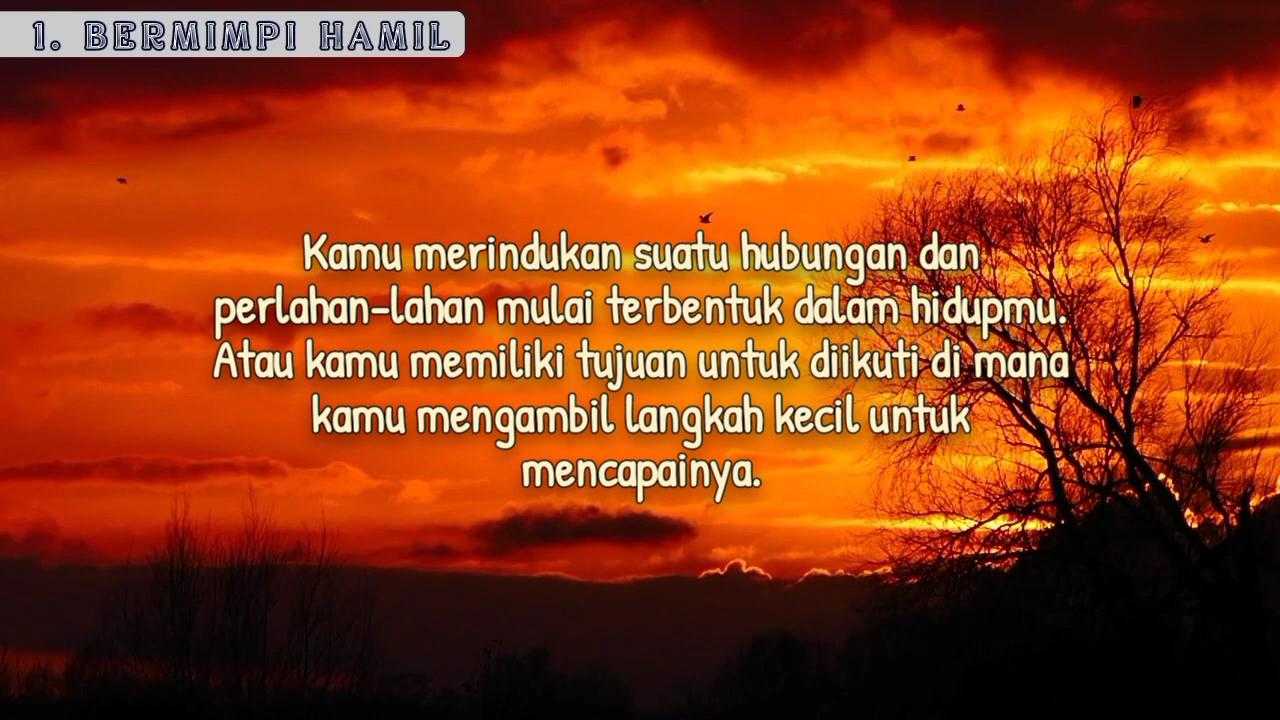 1. BERMIMPI HAMIL
Kamu merindukan suatu hubungan dan
perlahan-lahan mulai terbentuk dalam hidupmu.
Atau kamu memiliki tujuan untuk diikuti di mana
kamu mengambil langkah kecil untuk
mencapainya.